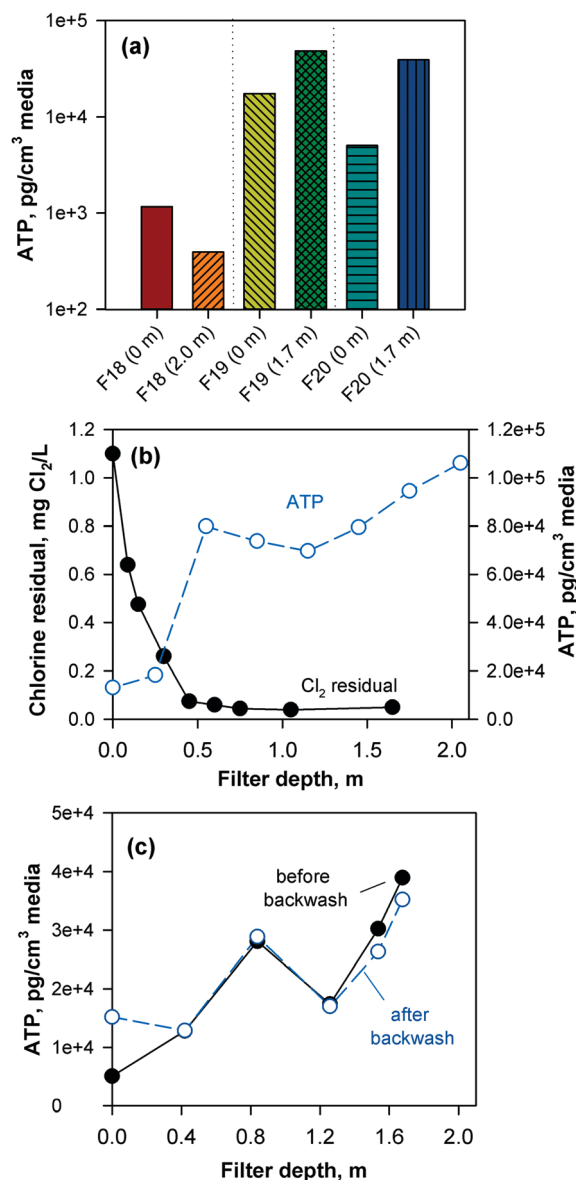 (a)
ATP, pg/cm³ media
1e+5
1e+4
1e+3
1e+2
F18 (0 m)
F18 (2.0 m)
F19 (0 m)
F19 (1.7 m)
F20 (0 m)
F20 (1.7 m)
(b)
Chlorine residual, mg Cl₂/L
1.2
1.0
0.8
0.6
0.4
0.2
0.0
ATP
Cl₂ residual
1.2e+5
1.0e+5
8.0e+4
6.0e+4
4.0e+4
2.0e+4
0.0
ATP, pg/cm³ media
0.0 0.5 1.0 1.5 2.0
Filter depth, m
(c)
ATP, pg/cm³ media
5e+4
4e+4
3e+4
2e+4
1e+4
0
before
backwash
after
backwash
0.0 0.4 0.8 1.2 1.6 2.0
Filter depth, m